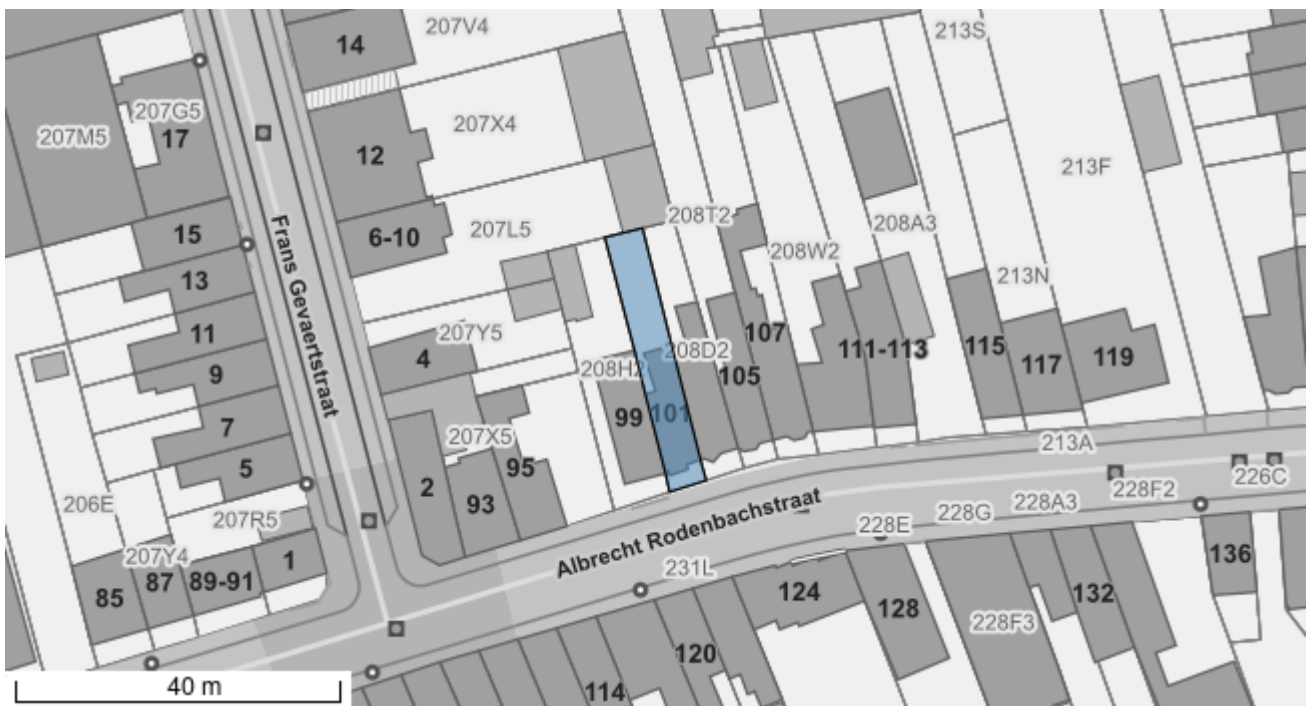 14
207V4
213S
207G5
17
207M5
207X4
12
213F
208T2
15
6-10
207L5
208A3
208W2
13
213N
Frans Gevaertstraat
11
207Y5
107
4
208D2
111-113
115
117
119
9
208H2
105
7
99
101
207X5
213A
5
95
2
93
228F2
226C
206E
Albrecht Rodenbachstraat
228A3
228G
207R5
228E
207Y4
1
231L
136
85
87
89-91
124
128
132
228F3
120
40 m
114